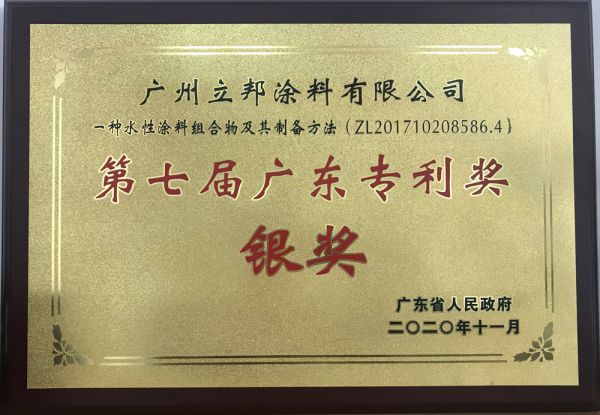 广州立邦涂料有限公司
一种水性涂料组合物及其制备方法（ZL201710208586.4）
第七届广东专利奖
银奖
广东省人民政府
二〇二〇年十一月